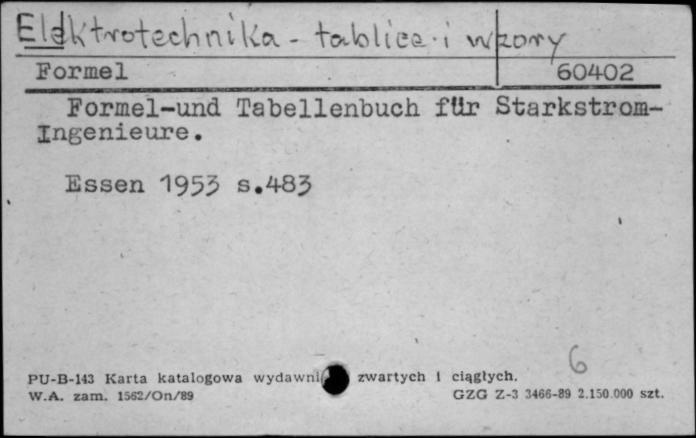 Elektrotechnika - tablice i wzory
Formel 60402
Formel-und Tabellenbuch für Starkstrom-
Ingenieure.
Essen 1953 s.483
6
PU-B-143 Karta katalogowa zwartych i ciągłych.
W.A. zam. 1562/On/89 GZG Z-3 3466-89 2.150.000 szt.